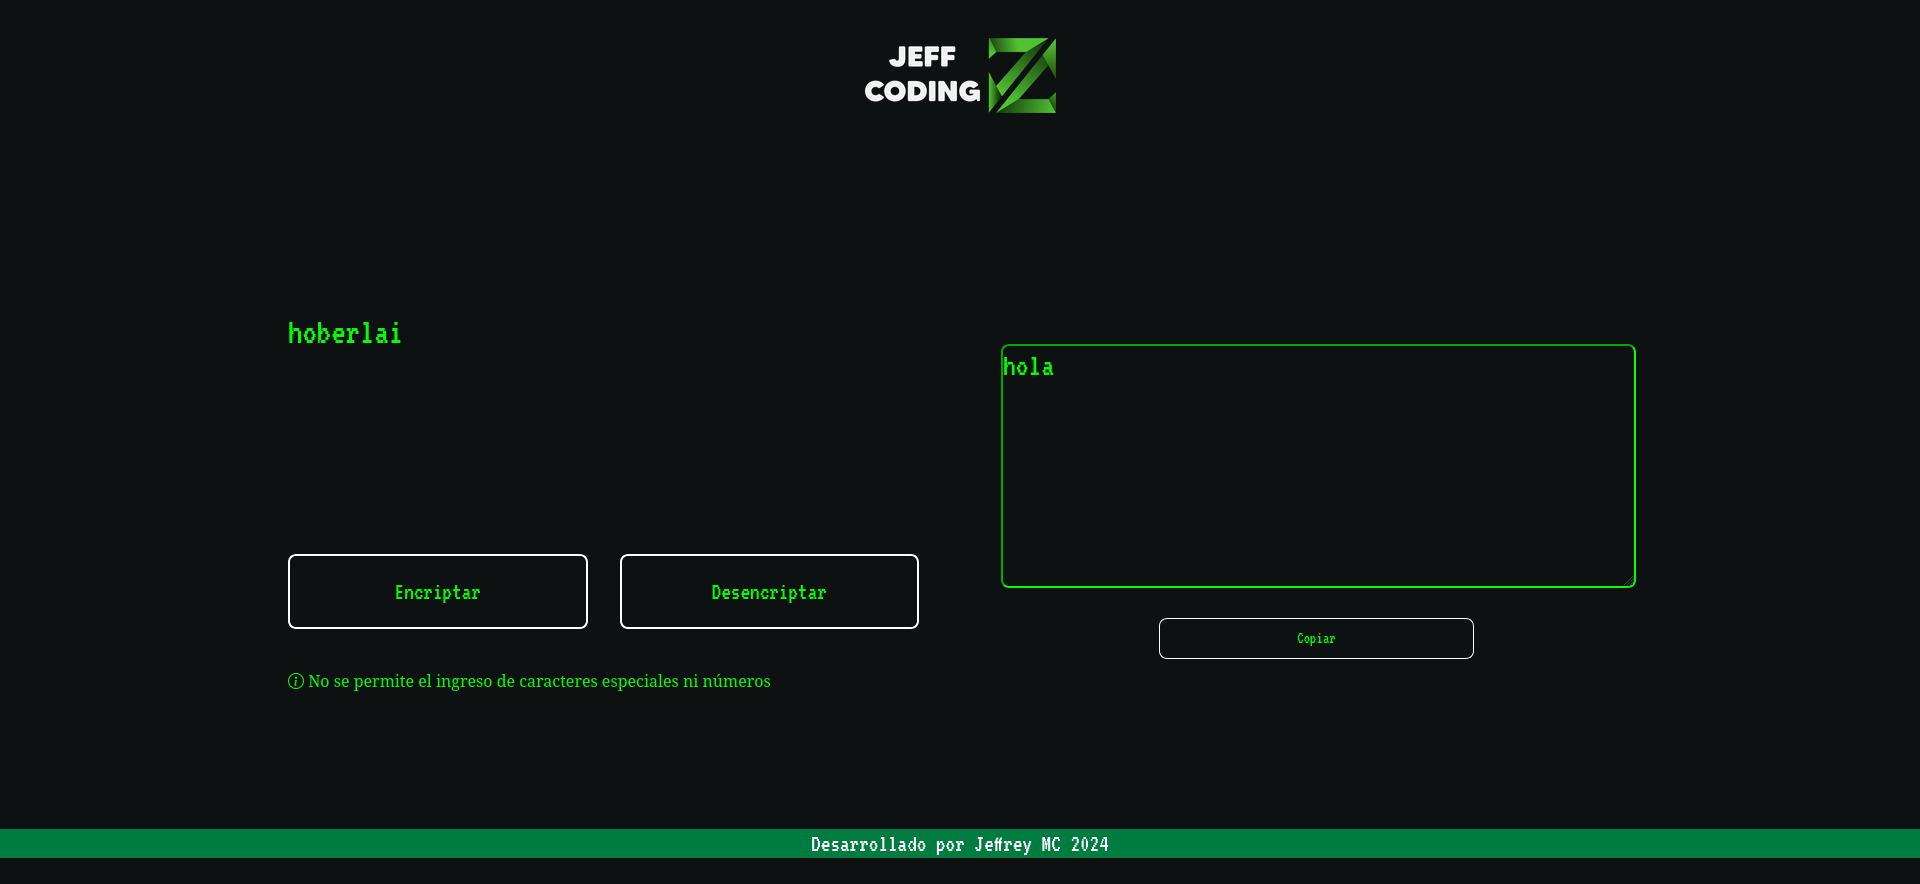 JEFF
CODING
hoberlai
hola
Encriptar
Desencriptar
Copiar
No se permite el ingreso de caracteres especiales ni números
Desarrollado por Jeffrey MC 2024